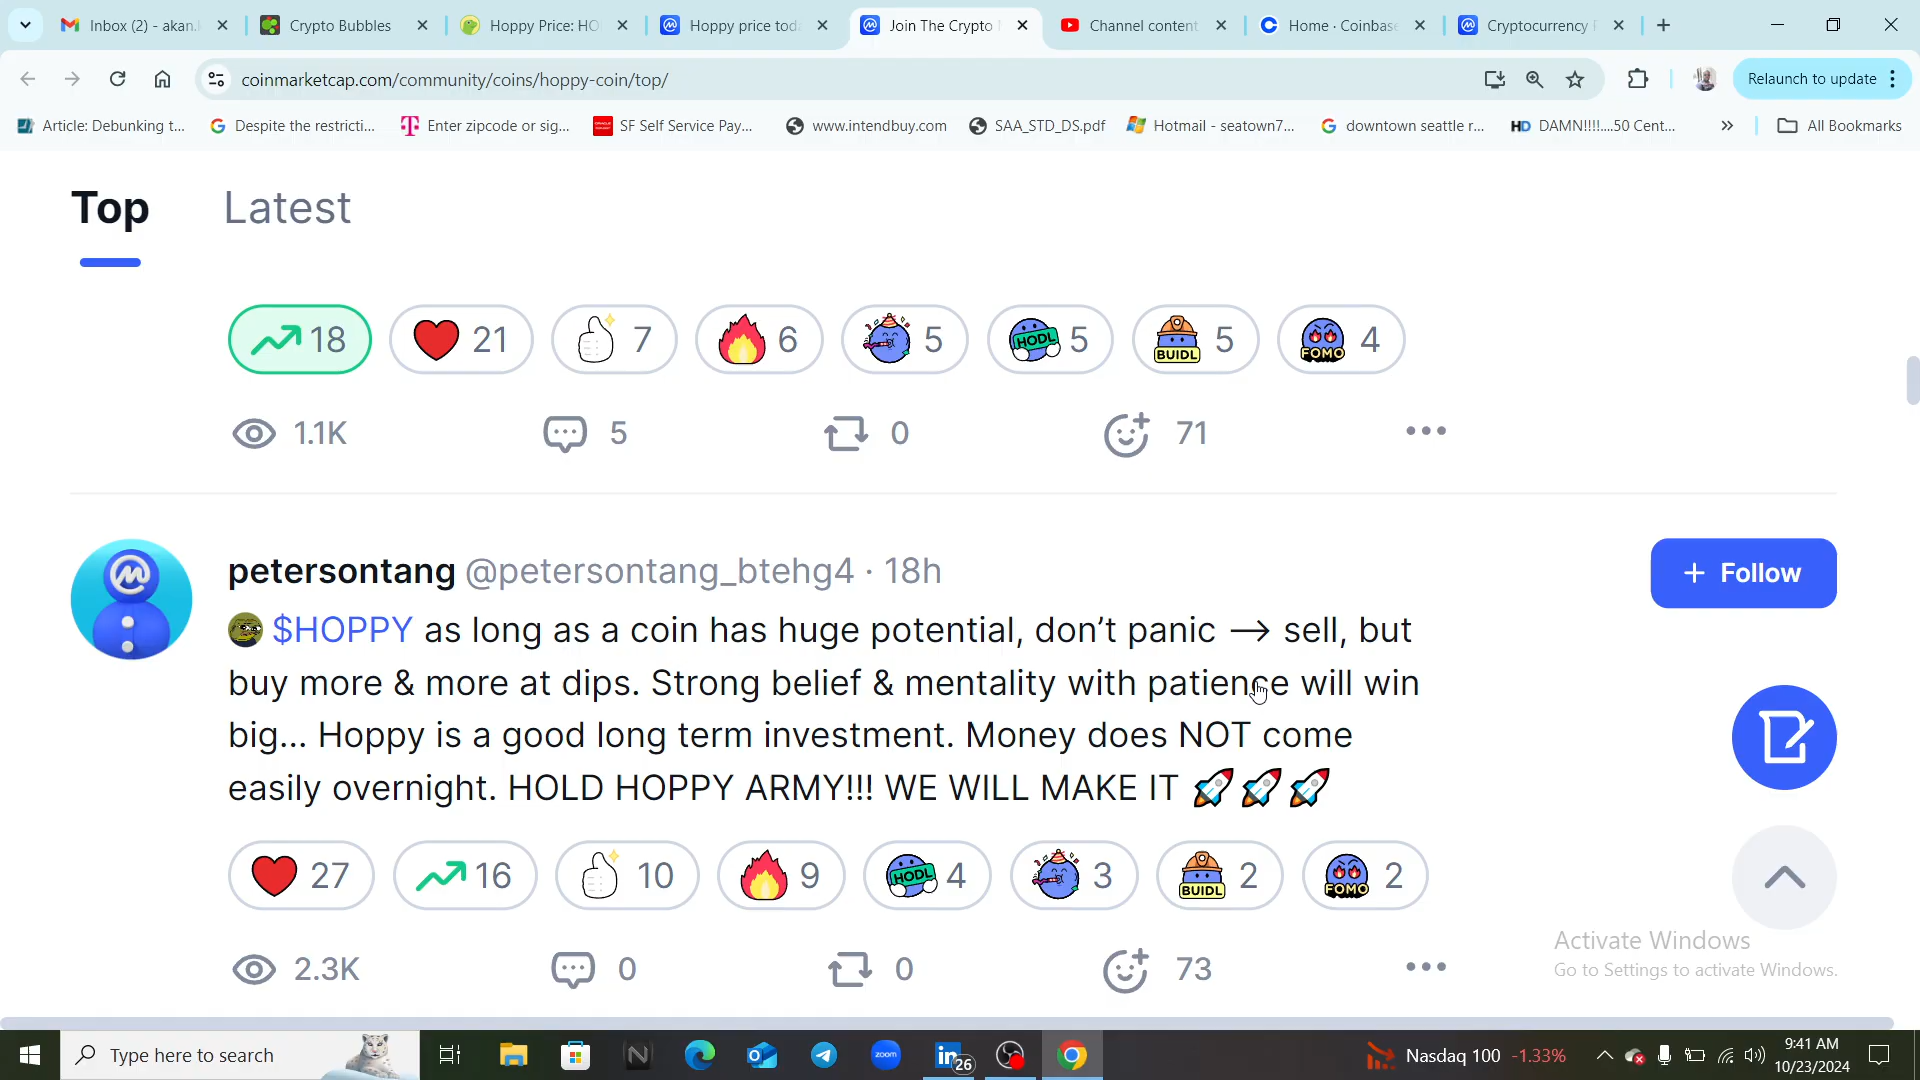 Inbox (2) - akan.
Crypto Bubbles
Hoppy Price: HO
Hoppy price tod
Join The Crypto
Channel content
Home · Coinbase
Cryptocurrency
coinmarketcap.com/community/coins/hoppy-coin/top/
Relaunch to update
Article: Debunking t...
Despite the restricti...
Enter zipcode or sig...
SF Self Service Pay...
www.intendbuy.com
SAA_STD_DS.pdf
Hotmail - seatown7...
downtown seattle r...
HD DAMN!!!!....50 Cent...
All Bookmarks
Top Latest
18 21 7 6 5 HODL 5 BUIDL 5 FOMO 4
1.1K 5 0 71
petersontang @petersontang_btehg4 · 18h
+ Follow
$HOPPY as long as a coin has huge potential, don’t panic —> sell, but
buy more & more at dips. Strong belief & mentality with patience will win
big... Hoppy is a good long term investment. Money does NOT come
easily overnight. HOLD HOPPY ARMY!!! WE WILL MAKE IT 🚀🚀🚀
27 16 10 9 HODL 4 3 BUIDL 2 FOMO 2
2.3K 0 0 73
Activate Windows
Go to Settings to activate Windows.
Type here to search
zoom
in 26
Nasdaq 100 -1.33%
9:41 AM
10/23/2024